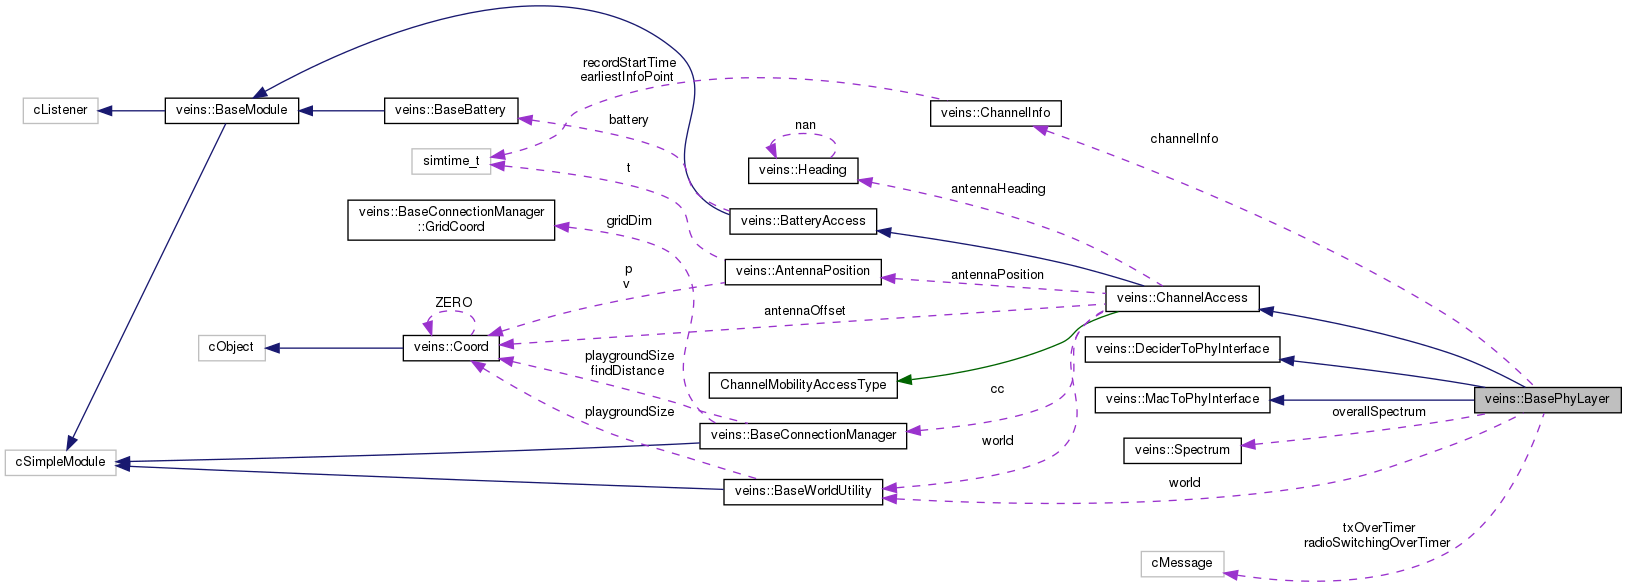 recordStartTime
earliestInfoPoint
cListener
veins::BaseModule
veins::BaseBattery
battery
veins::ChannelInfo
nan
channelInfo
simtime_t
t
veins::Heading
antennaHeading
veins::BaseConnectionManager
::GridCoord
gridDim
veins::BatteryAccess
p
v
veins::AntennaPosition
antennaPosition
ZERO
antennaOffset
veins::ChannelAccess
cObject
veins::Coord
playgroundSize
findDistance
ChannelMobilityAccessType
cc
veins::DeciderToPhyInterface
veins::MacToPhyInterface
veins::BasePhyLayer
playgroundSize
veins::BaseConnectionManager
world
overallSpectrum
veins::Spectrum
cSimpleModule
veins::BaseWorldUtility
world
txOverTimer
radioSwitchingOverTimer
cMessage